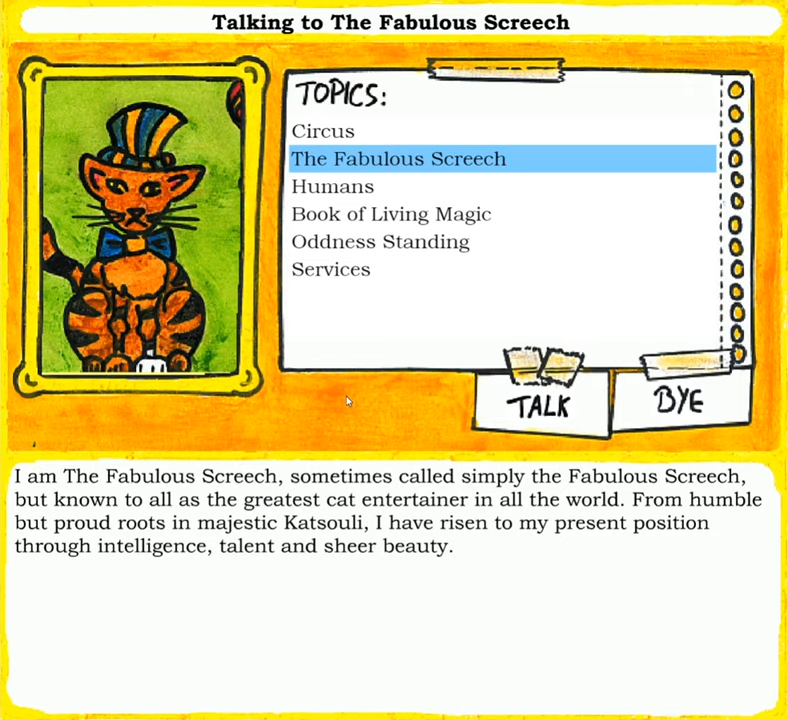 Talking to The Fabulous Screech
TOPICS:
Circus
The Fabulous Screech
Humans
Book of Living Magic
Oddness Standing
Services
TALK
BYE
I am The Fabulous Screech, sometimes called simply the Fabulous Screech,
but known to all as the greatest cat entertainer in all the world. From humble
but proud roots in majestic Katsouli, I have risen to my present position
through intelligence, talent and sheer beauty.